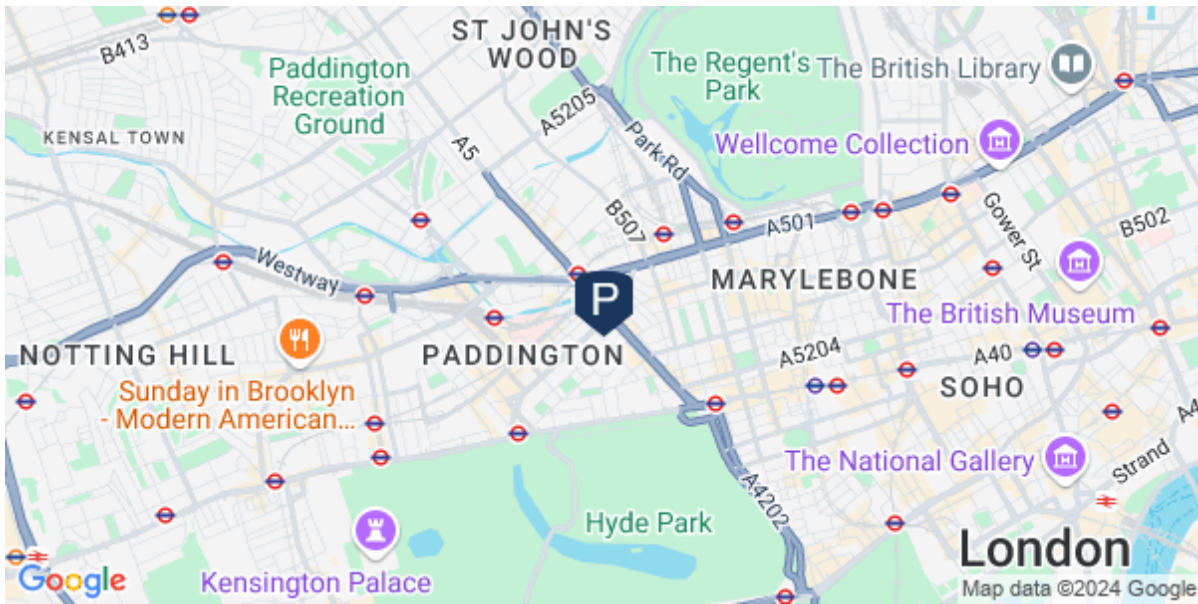 ST JOHN'S
WOOD
B413
Paddington
Recreation
Ground
The Regent's
Park
The British Library
KENSAL TOWN
A5205
A5
Park Rd
Wellcome Collection
B507
A501
Gower St
B502
Westway
MARYLEBONE
P
The British Museum
NOTTING HILL
PADDINGTON
A5204
A40
SOHO
Sunday in Brooklyn
- Modern American...
A4
The National Gallery
Strand
A4202
Hyde Park
London
Kensington Palace
Google
Map data ©2024 Google